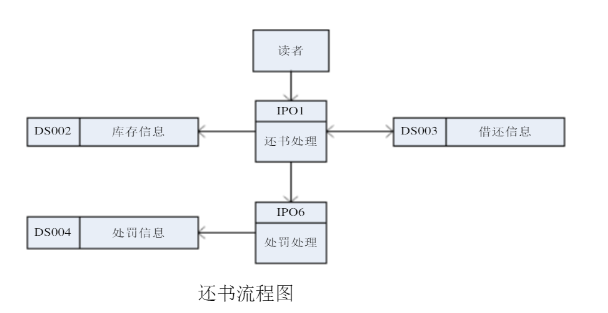 读者
IPO1
DS002 库存信息
还书处理
DS003 借还信息
IPO6
DS004 处罚信息
处罚处理
还书流程图